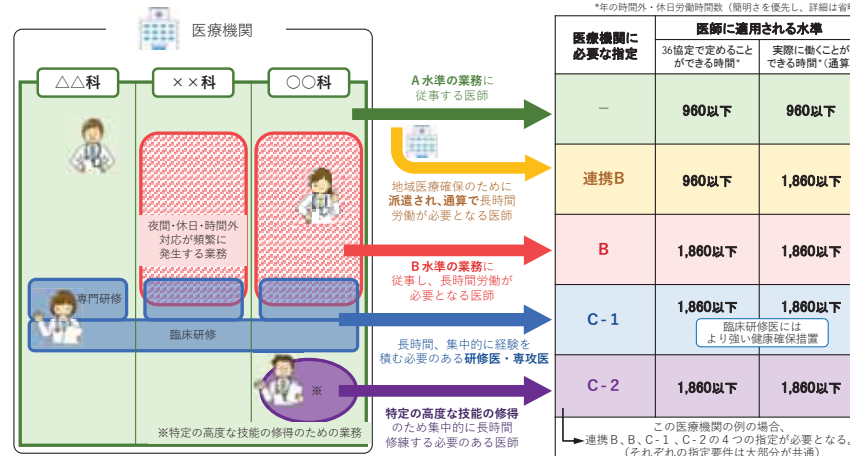 *年の時間外・休日労働時間数（簡明さを優先し、詳細は省略
医療機関
医療機関に
必要な指定
医師に適用される水準
36協定で定めること
ができる時間*
実際に働くことが
できる時間*（通算
△△科
××科
○○科
A水準の業務に
従事する医師
－
960以下
960以下
地域医療確保のために
派遣され、通算で長時間
労働が必要となる医師
連携B
960以下
1,860以下
夜間・休日・時間外
対応が頻繁に
発生する業務
B水準の業務に
従事し、長時間労働が
必要となる医師
B
1,860以下
1,860以下
専門研修
臨床研修
長時間、集中的に経験を
積む必要のある研修医・専攻医
C-1
1,860以下
1,860以下
臨床研修医には
より強い健康確保措置
※
※特定の高度な技能の修得のための業務
特定の高度な技能の修得
のため集中的に長時間
修練する必要のある医師
C-2
1,860以下
1,860以下
この医療機関の例の場合、
連携B、B、C-1、C-2の4つの指定が必要となる。
（それぞれの指定要件は大部分が共通）